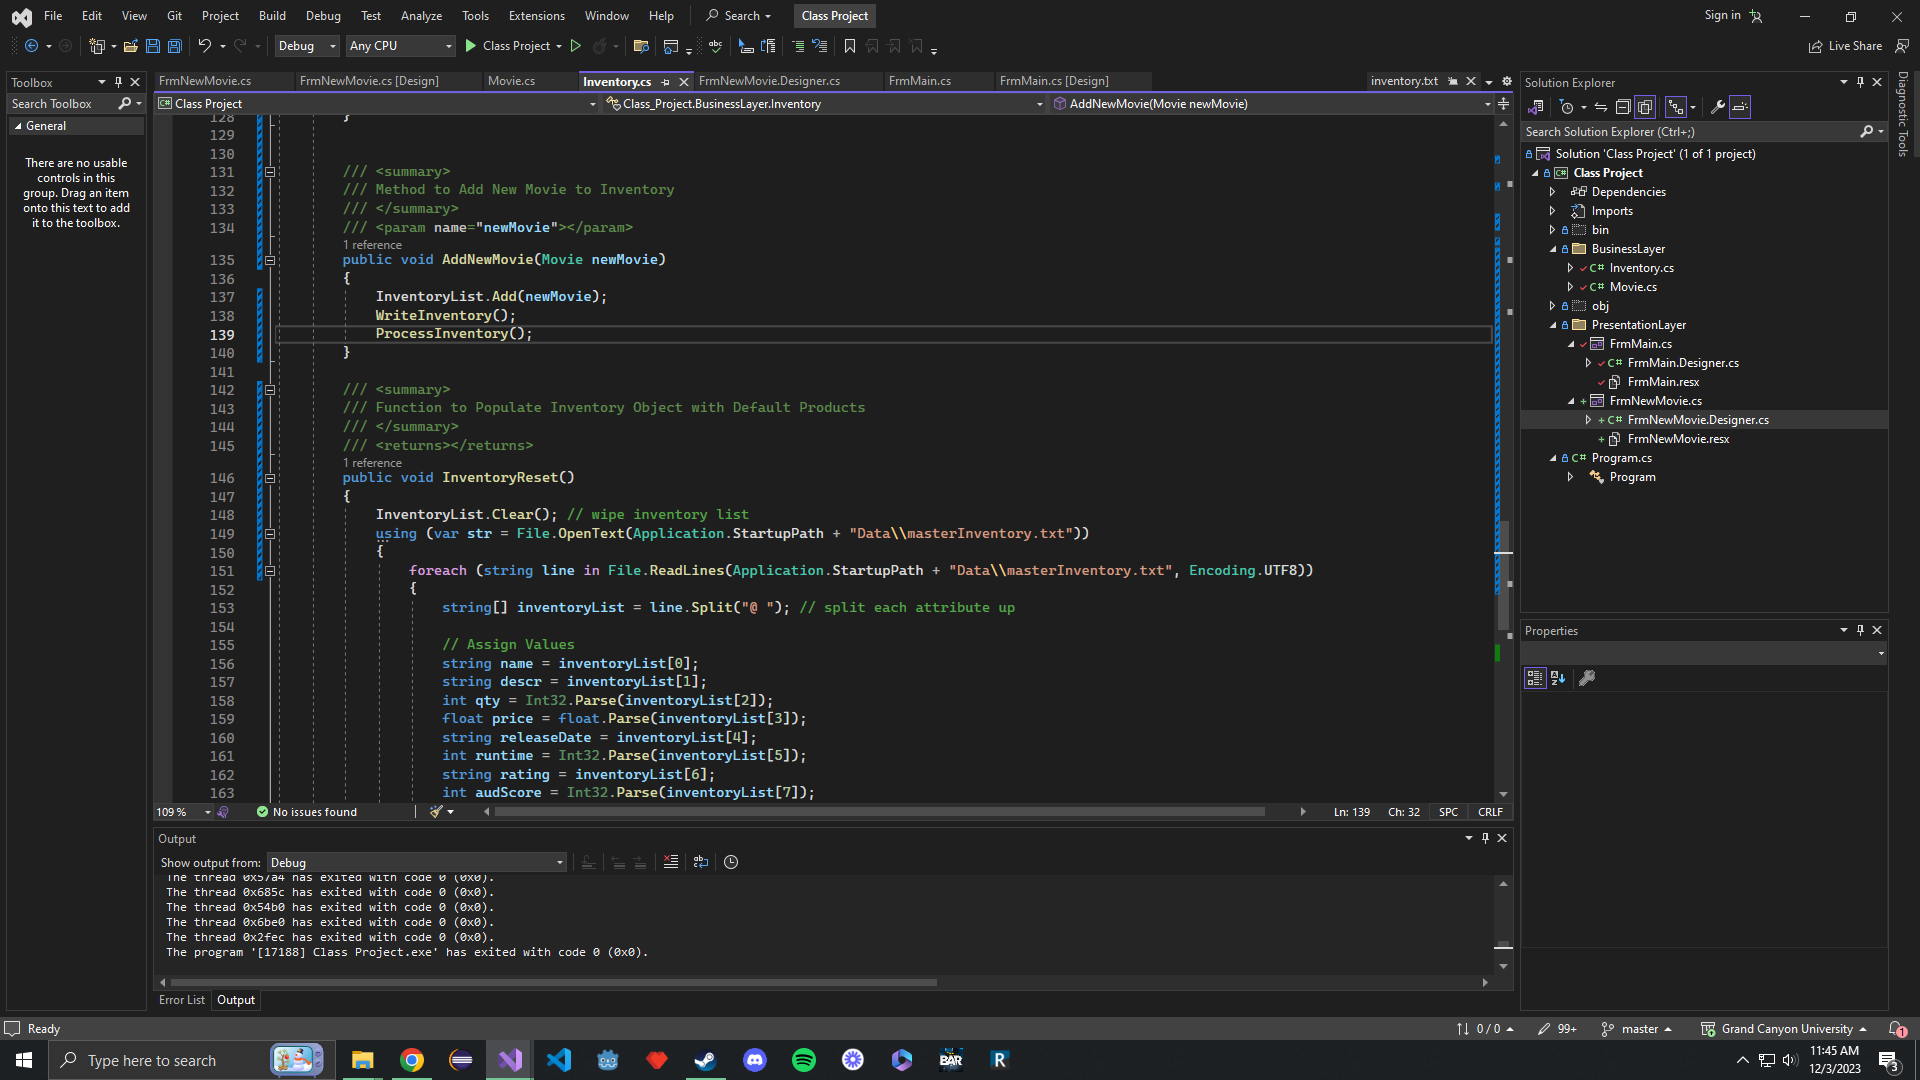 File Edit View Git Project Build Debug Test Analyze Tools Extensions Window Help Search Class Project Sign in
Debug Any CPU Class Project Live Share
Toolbox
Search Toolbox
General
There are no usable
controls in this
group. Drag an item
onto this text to add
it to the toolbox.
FrmNewMovie.cs FrmNewMovie.cs [Design] Movie.cs Inventory.cs FrmNewMovie.Designer.cs FrmMain.cs FrmMain.cs [Design] inventory.txt
Class Project Class_Project.BusinessLayer.Inventory AddNewMovie(Movie newMovie)
128 }
129
130
131 /// <summary>
132 /// Method to Add New Movie to Inventory
133 /// </summary>
134 /// <param name="newMovie"></param>
1 reference
135 public void AddNewMovie(Movie newMovie)
136 {
137 InventoryList.Add(newMovie);
138 WriteInventory();
139 ProcessInventory();
140 }
141
142 /// <summary>
143 /// Function to Populate Inventory Object with Default Products
144 /// </summary>
145 /// <returns></returns>
1 reference
146 public void InventoryReset()
147 {
148 InventoryList.Clear(); // wipe inventory list
149 using (var str = File.OpenText(Application.StartupPath + "Data\\masterInventory.txt"))
150 {
151 foreach (string line in File.ReadLines(Application.StartupPath + "Data\\masterInventory.txt", Encoding.UTF8))
152 {
153 string[] inventoryList = line.Split("@ "); // split each attribute up
154
155 // Assign Values
156 string name = inventoryList[0];
157 string descr = inventoryList[1];
158 int qty = Int32.Parse(inventoryList[2]);
159 float price = float.Parse(inventoryList[3]);
160 string releaseDate = inventoryList[4];
161 int runtime = Int32.Parse(inventoryList[5]);
162 string rating = inventoryList[6];
163 int audScore = Int32.Parse(inventoryList[7]);
109 % No issues found Ln: 139 Ch: 32 SPC CRLF
Output
Show output from: Debug
The thread 0x57a4 has exited with code 0 (0x0).
The thread 0x685c has exited with code 0 (0x0).
The thread 0x54b0 has exited with code 0 (0x0).
The thread 0x6be0 has exited with code 0 (0x0).
The thread 0x2fec has exited with code 0 (0x0).
The program '[17188] Class Project.exe' has exited with code 0 (0x0).
Error List Output
Solution Explorer
Search Solution Explorer (Ctrl+;)
Solution 'Class Project' (1 of 1 project)
C# Class Project
Dependencies
Imports
bin
BusinessLayer
C# Inventory.cs
C# Movie.cs
obj
PresentationLayer
FrmMain.cs
C# FrmMain.Designer.cs
FrmMain.resx
FrmNewMovie.cs
C# FrmNewMovie.Designer.cs
FrmNewMovie.resx
C# Program.cs
Program
Properties
Diagnostic Tools
Ready 0 / 0 99+ master Grand Canyon University 1
Type here to search BAR R 11:45 AM
12/3/2023 3